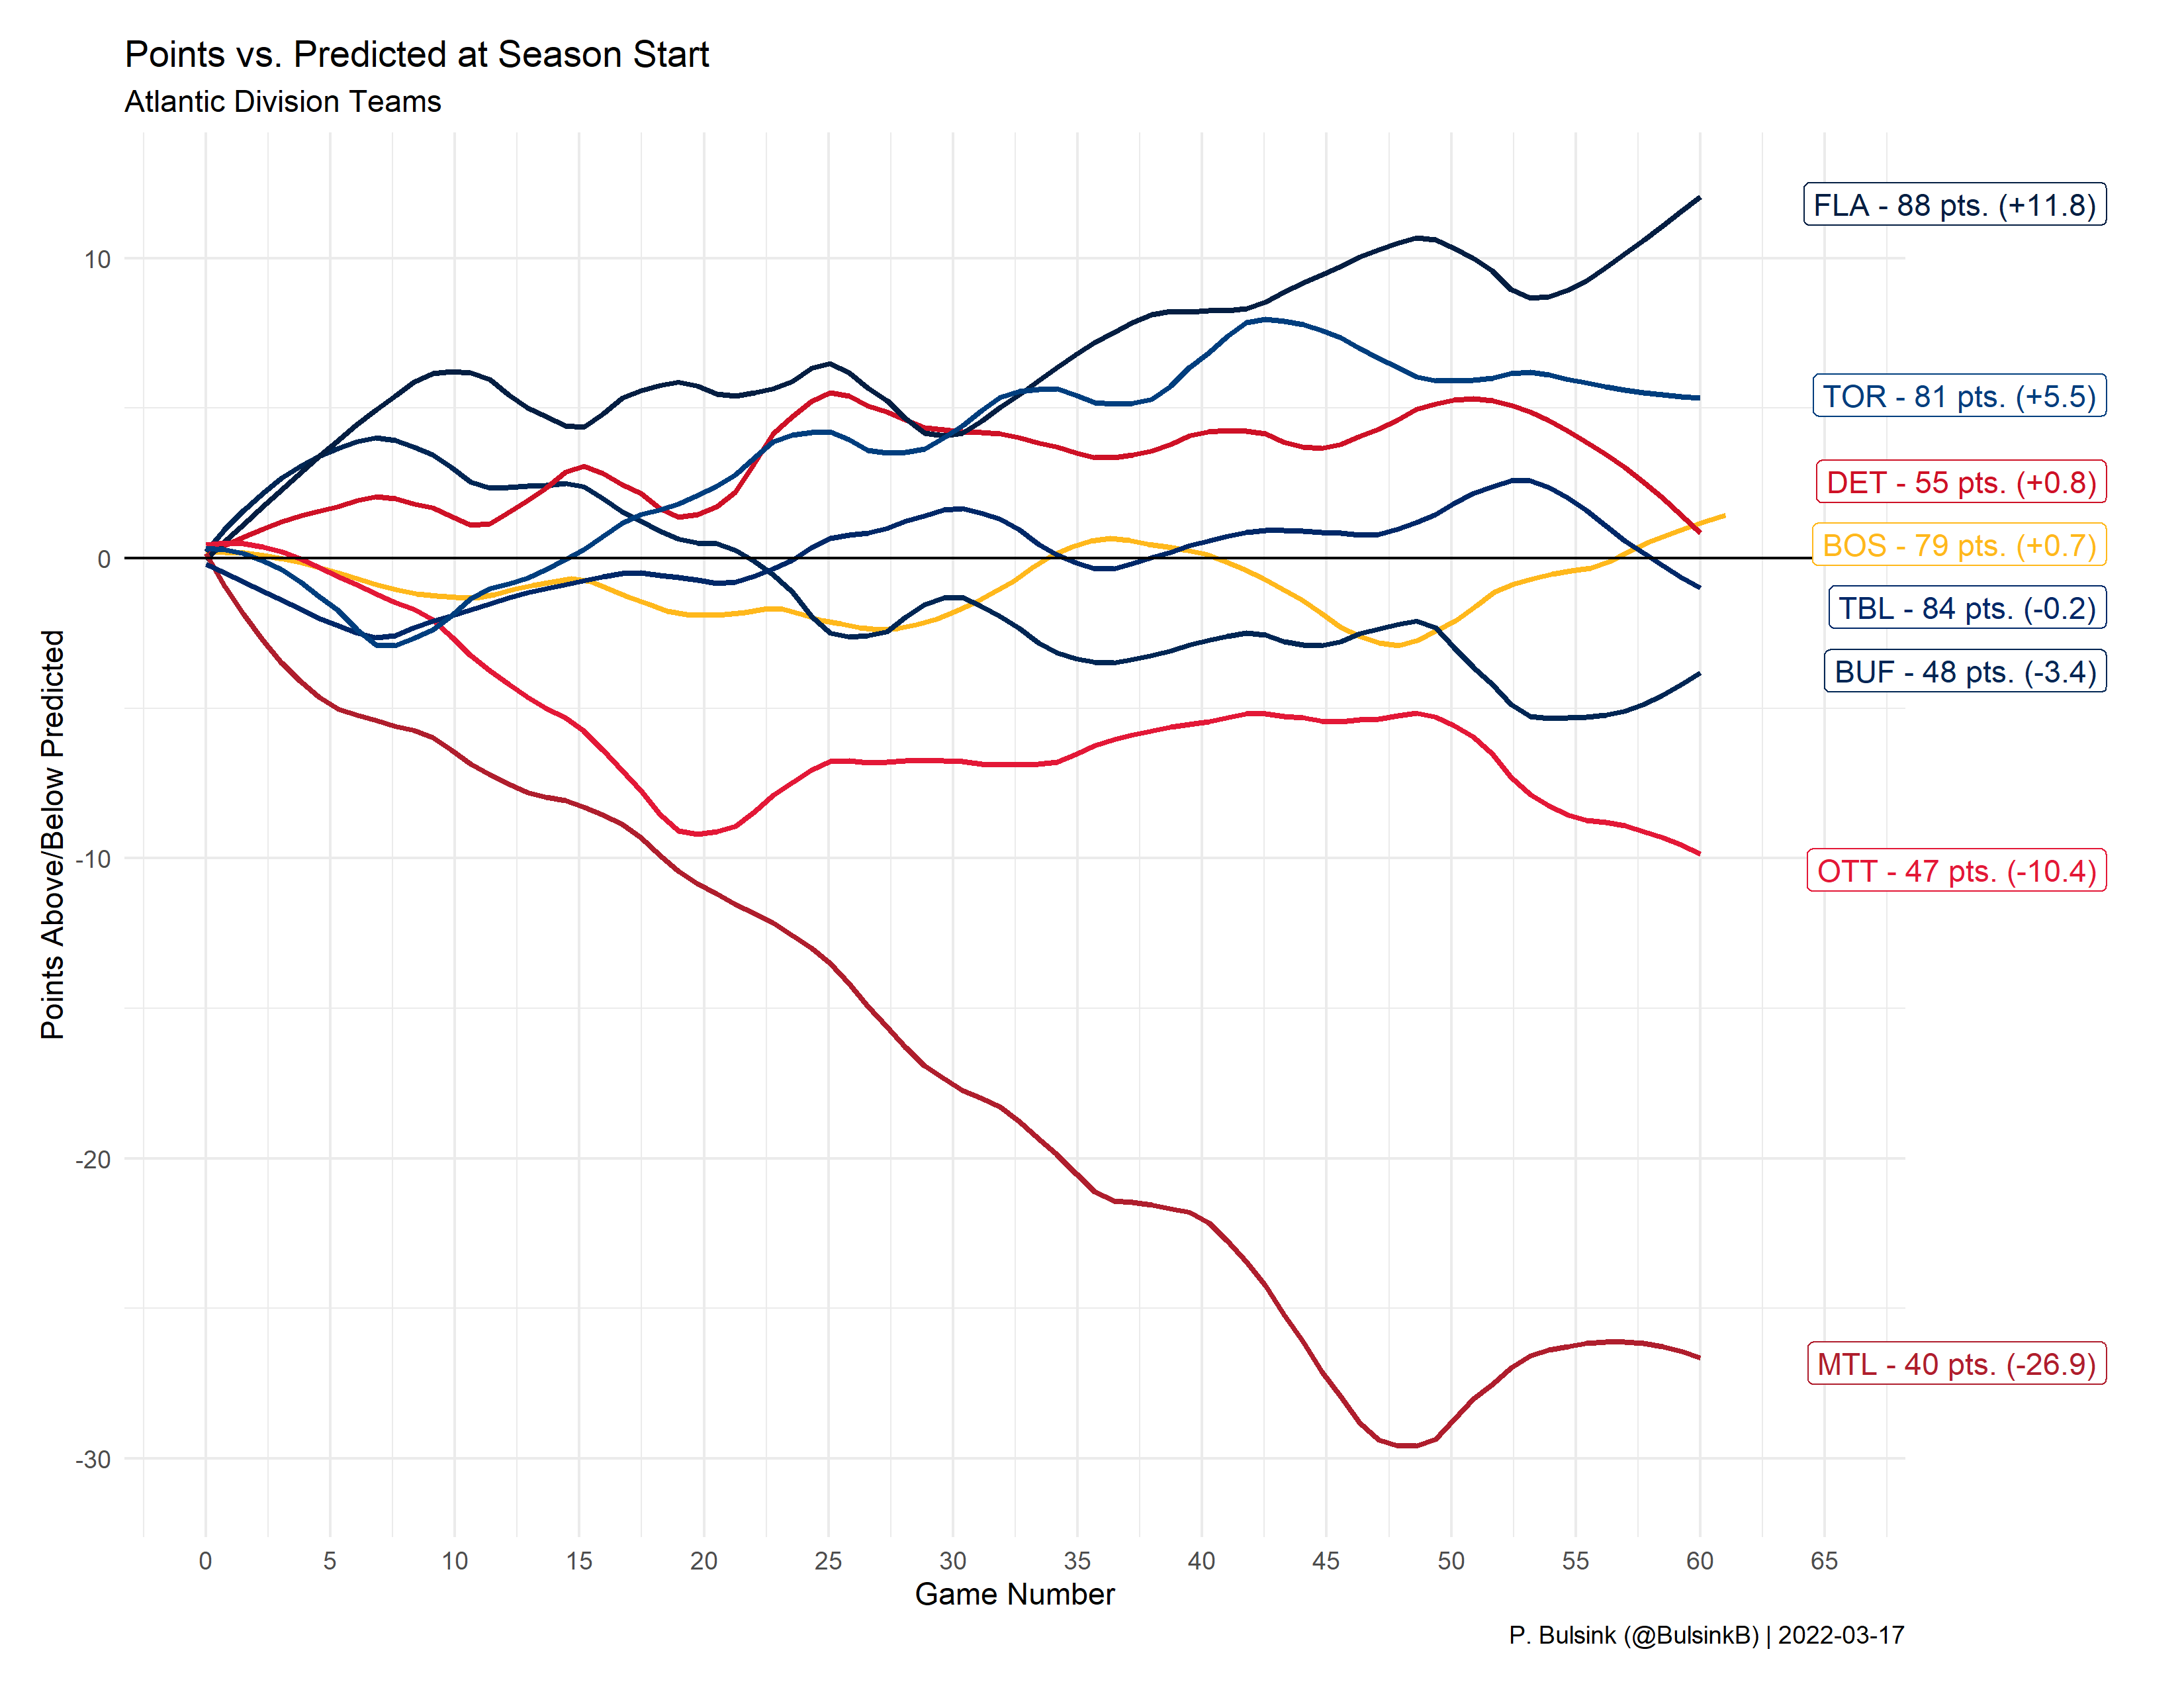 Points vs. Predicted at Season Start
Atlantic Division Teams
Points Above/Below Predicted
10
0
-10
-20
-30
FLA - 88 pts. (+11.8)
TOR - 81 pts. (+5.5)
DET - 55 pts. (+0.8)
BOS - 79 pts. (+0.7)
TBL - 84 pts. (-0.2)
BUF - 48 pts. (-3.4)
OTT - 47 pts. (-10.4)
MTL - 40 pts. (-26.9)
0 5 10 15 20 25 30 35 40 45 50 55 60 65
Game Number
P. Bulsink (@BulsinkB) | 2022-03-17